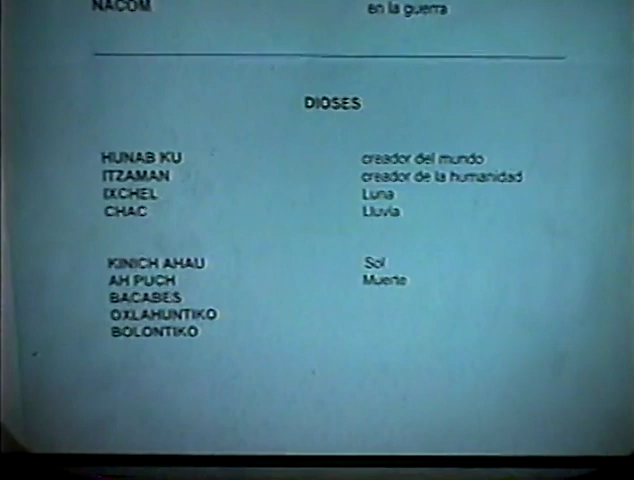 NACOM en la guerra
DIOSES
HUNAB KU creador del mundo
ITZAMAN creador de la humanidad
IXCHEL Luna
CHAC Lluvia
KINICH AHAU Sol
AH PUCH Muerte
BACABES
OXLAHUNTIKO
BOLONTIKO